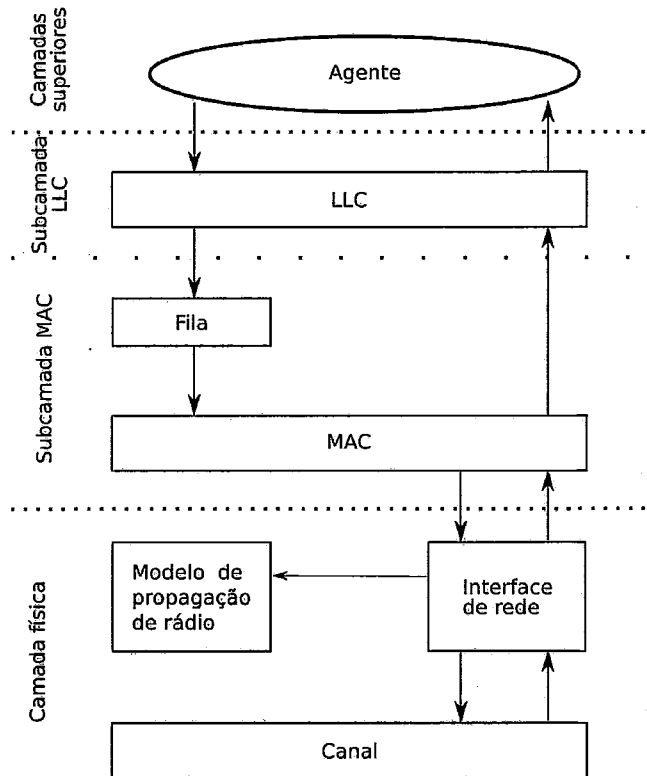 Camadas
superiores
Agente
Subcamada
LLC
LLC
Subcamada MAC
Fila
MAC
Camada física
Modelo de
propagação
de rádio
Interface
de rede
Canal